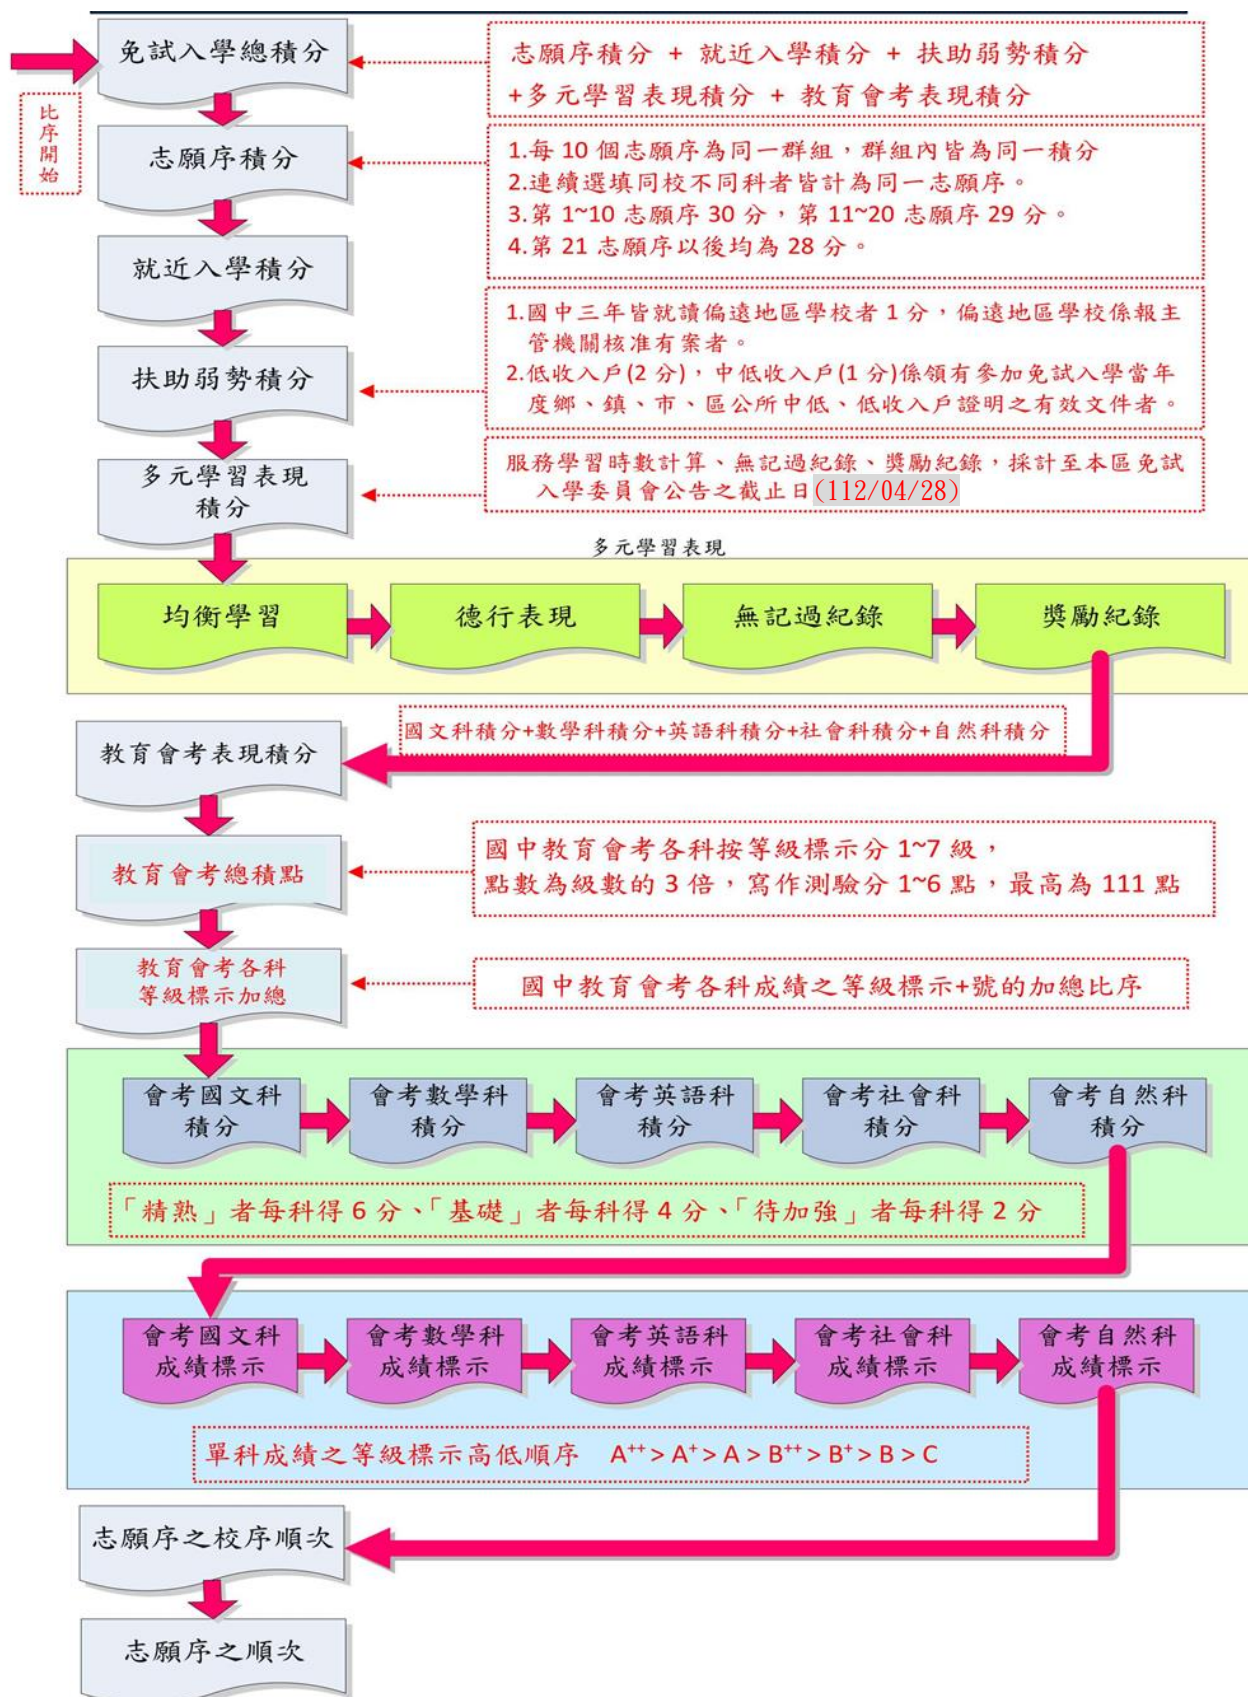 免試入學總積分
志願序積分 + 就近入學積分 + 扶助弱勢積分
+多元學習表現積分 + 教育會考表現積分
比序開始
志願序積分
1.每 10 個志願序為同一群組，群組內皆為同一積分
2.連續選填同校不同科者皆計為同一志願序。
3.第 1~10 志願序 30 分，第 11~20 志願序 29 分。
4.第 21 志願序以後均為 28 分。
就近入學積分
扶助弱勢積分
1.國中三年皆就讀偏遠地區學校者 1 分，偏遠地區學校係報主
管機關核准有案者。
2.低收入戶(2 分)，中低收入戶(1 分)係領有參加免試入學當年
度鄉、鎮、市、區公所中低、低收入戶證明之有效文件者。
多元學習表現
積分
服務學習時數計算、無記過紀錄、獎勵紀錄，採計至本區免試
入學委員會公告之截止日(112/04/28)
多元學習表現
均衡學習
德行表現
無記過紀錄
獎勵紀錄
國文科積分+數學科積分+英語科積分+社會科積分+自然科積分
教育會考表現積分
教育會考總積點
國中教育會考各科按等級標示分 1~7 級，
點數為級數的 3 倍，寫作測驗分 1~6 點，最高為 111 點
教育會考各科
等級標示加總
國中教育會考各科成績之等級標示+號的加總比序
會考國文科
積分
會考數學科
積分
會考英語科
積分
會考社會科
積分
會考自然科
積分
「精熟」者每科得 6 分、「基礎」者每科得 4 分、「待加強」者每科得 2 分
會考國文科
成績標示
會考數學科
成績標示
會考英語科
成績標示
會考社會科
成績標示
會考自然科
成績標示
單科成績之等級標示高低順序 A⁺⁺ > A⁺ > A > B⁺⁺ > B⁺ > B > C
志願序之校序順次
志願序之順次